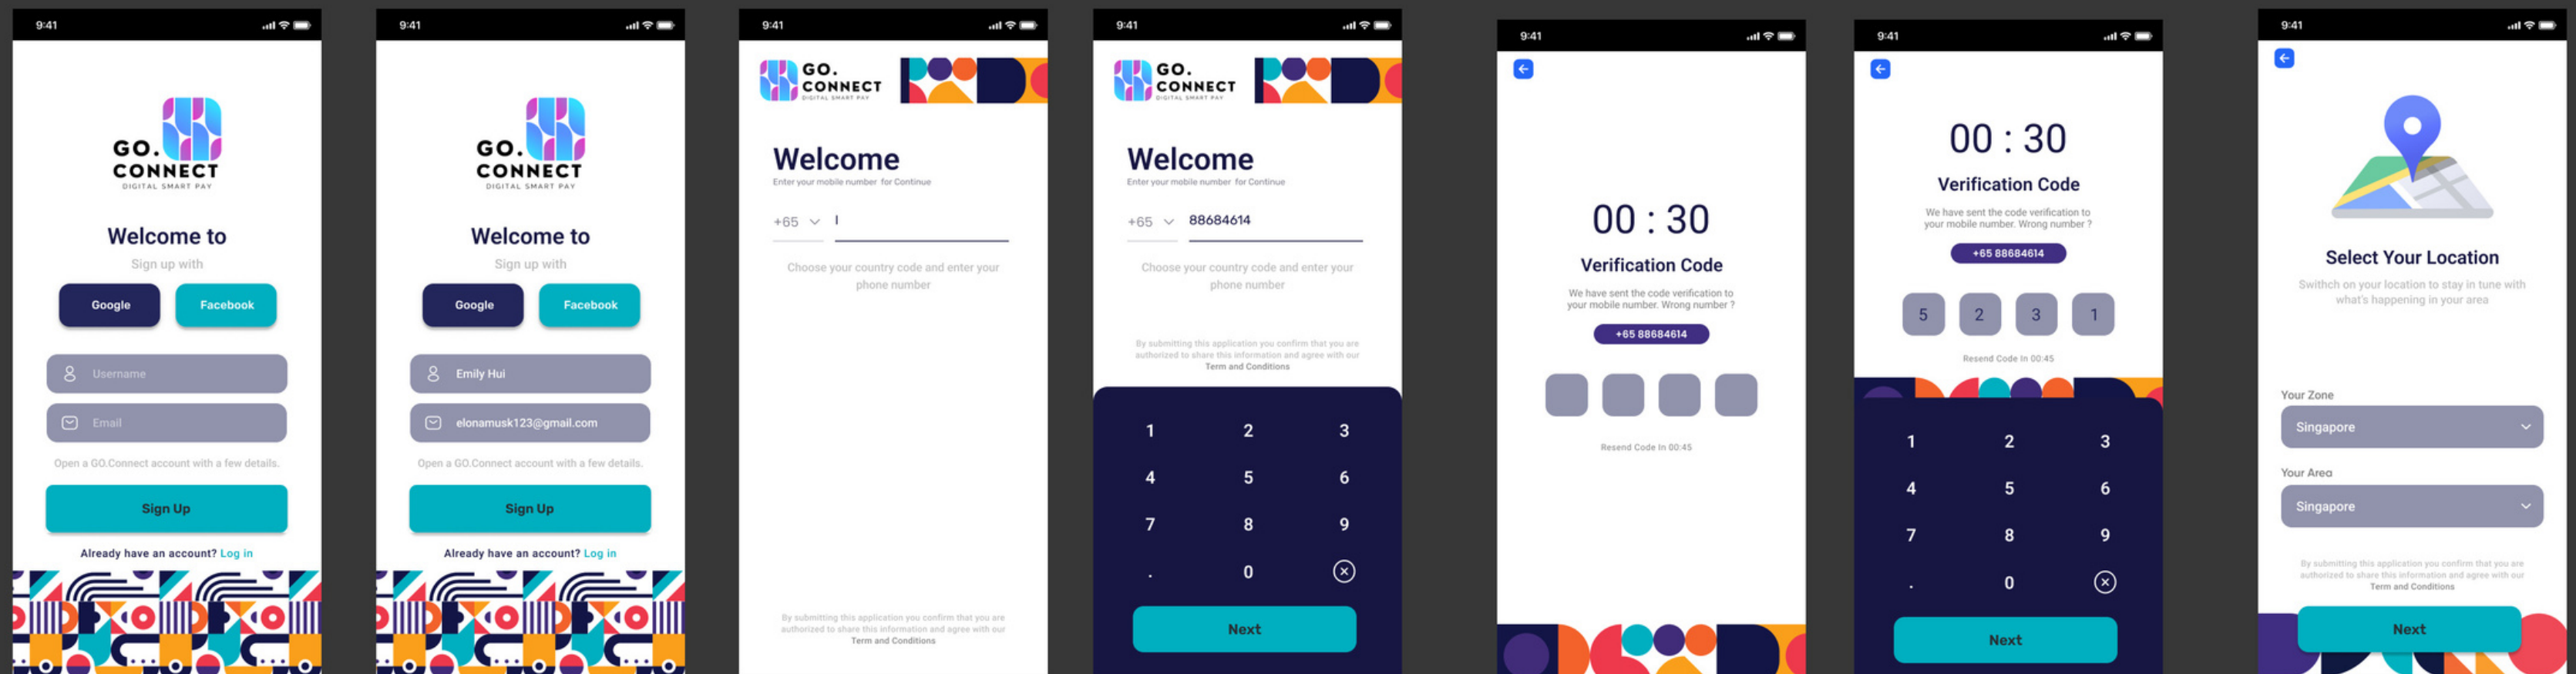 9:41
GO.
CONNECT
DIGITAL SMART PAY
Welcome to
Sign up with
Google
Facebook
Username
Email
Open a GO.Connect account with a few details.
Sign Up
Already have an account? Log in
9:41
GO.
CONNECT
DIGITAL SMART PAY
Welcome to
Sign up with
Google
Facebook
Emily Hui
elonamusk123@gmail.com
Open a GO.Connect account with a few details.
Sign Up
Already have an account? Log in
9:41
GO.
CONNECT
DIGITAL SMART PAY
Welcome
Enter your mobile number for Continue
+65
Choose your country code and enter your
phone number
By submitting this application you confirm that you are
authorized to share this information and agree with our
Term and Conditions
9:41
GO.
CONNECT
DIGITAL SMART PAY
Welcome
Enter your mobile number for Continue
+65 88684614
Choose your country code and enter your
phone number
By submitting this application you confirm that you are
authorized to share this information and agree with our
Term and Conditions
1 2 3
4 5 6
7 8 9
. 0
Next
9:41
00 : 30
Verification Code
We have sent the code verification to
your mobile number. Wrong number ?
+65 88684614
Resend Code In 00:45
9:41
00 : 30
Verification Code
We have sent the code verification to
your mobile number. Wrong number ?
+65 88684614
5 2 3 1
Resend Code In 00:45
1 2 3
4 5 6
7 8 9
. 0
Next
9:41
Select Your Location
Swithch on your location to stay in tune with
what's happening in your area
Your Zone
Singapore
Your Area
Singapore
By submitting this application you confirm that you are
authorized to share this information and agree with our
Term and Conditions
Next